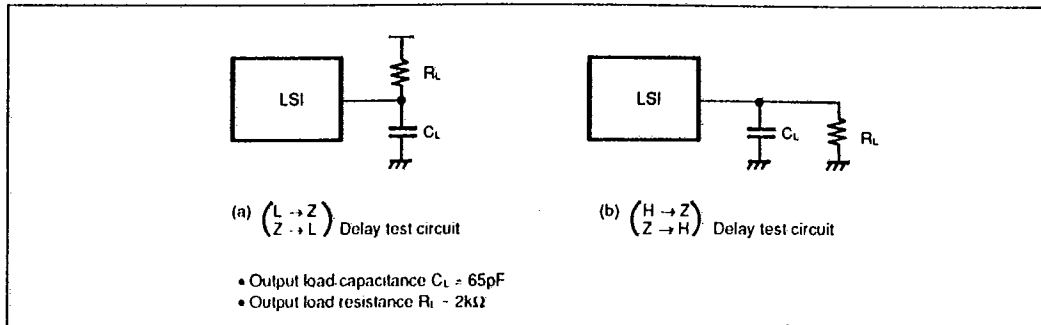 LSI
RL
CL
(a) (L → Z
Z → L) Delay test circuit
LSI
CL
RL
(b) (H → Z
Z → H) Delay test circuit
• Output load capacitance CL = 65pF
• Output load resistance RL - 2kΩ